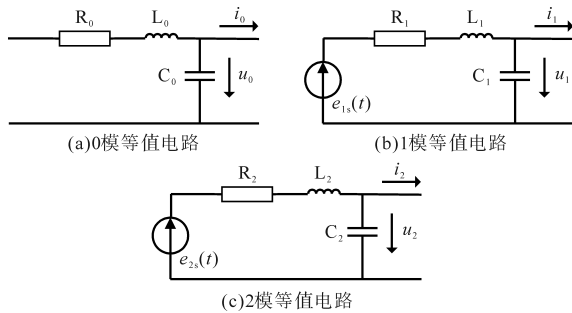 R₀ L₀ i₀
C₀ u₀
(a)0模等值电路
R₁ L₁ i₁
e₁ₛ(t) C₁ u₁
(b)1模等值电路
R₂ L₂ i₂
e₂ₛ(t) C₂ u₂
(c)2模等值电路